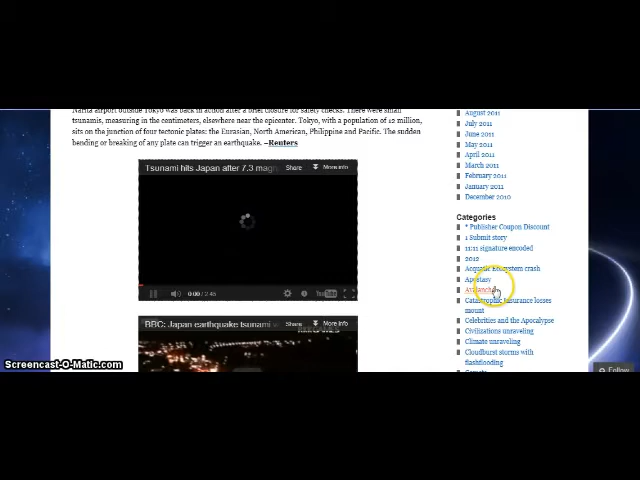 Narita airport outside Tokyo was back in action after a brief closure for safety checks. There were small
tsunamis, measuring in the centimeters, elsewhere near the epicenter. Tokyo, with a population of 12 million,
sits on the junction of four tectonic plates: the Eurasian, North American, Philippine and Pacific. The sudden
bending or breaking of any plate can trigger an earthquake. –Reuters
Tsunami hits Japan after 7.3 magn
Share
More info
0:00 / 2:45
YouTube
BBC: Japan earthquake tsunami
Share
More info
August 2011
July 2011
June 2011
May 2011
April 2011
March 2011
February 2011
January 2011
December 2010
Categories
* Publisher Coupon Discount
1 Submit story
11:11 signature encoded
2012
Acquatic Ecosystem crash
Apostasy
Avalanche
Catastrophic Insurance losses
mount
Celebrities and the Apocalypse
Civilizations unraveling
Climate unraveling
Cloudburst storms with
flashflooding
Follow
Screencast-O-Matic.com